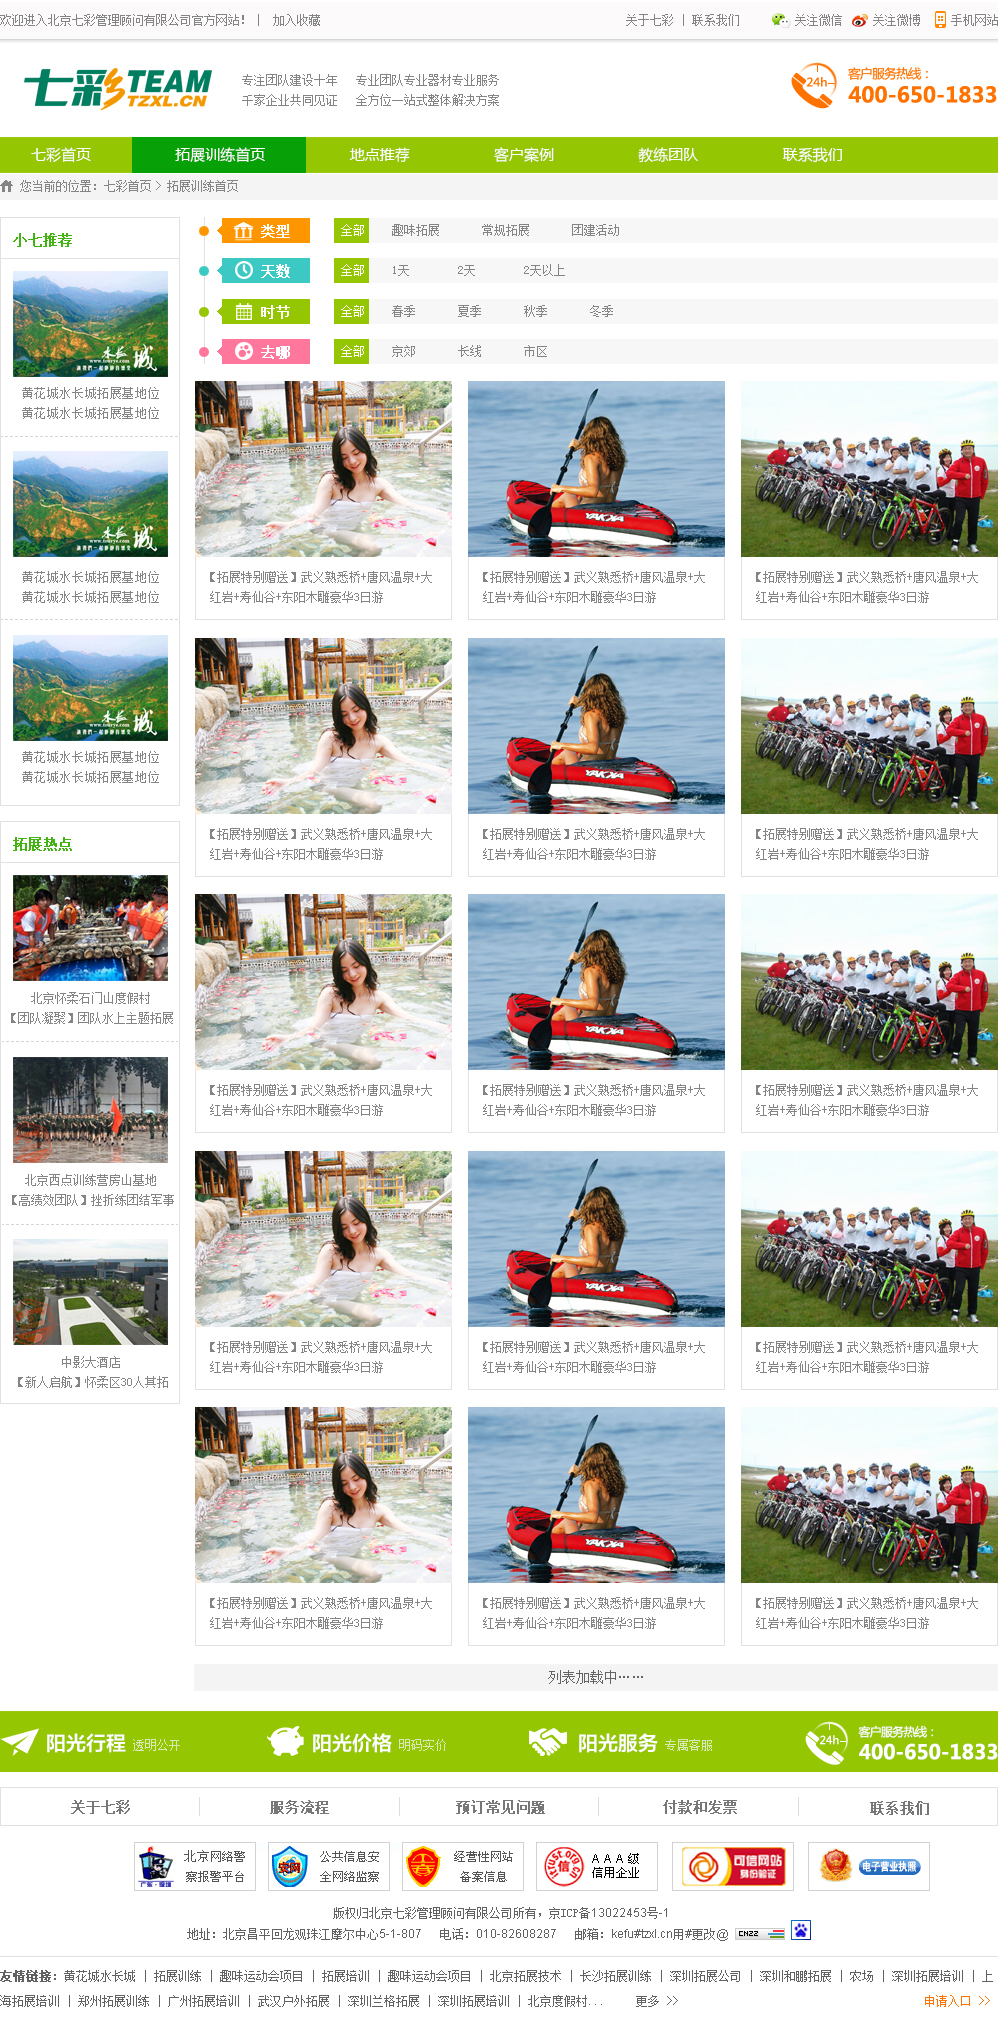 欢迎进入北京七彩管理顾问有限公司官方网站! | 加入收藏 关于七彩 | 联系我们 关注微信 关注微博 手机网站
七彩TEAM TZXL.CN
专注团队建设十年 专业团队专业器材专业服务
千家企业共同见证 全方位一站式整体解决方案
24h 客户服务热线：
400-650-1833
七彩首页 拓展训练首页 地点推荐 客户案例 教练团队 联系我们
您当前的位置：七彩首页 > 拓展训练首页
小七推荐
黄花城水长城拓展基地位
黄花城水长城拓展基地位
黄花城水长城拓展基地位
黄花城水长城拓展基地位
黄花城水长城拓展基地位
黄花城水长城拓展基地位
拓展热点
北京怀柔石门山度假村
【团队凝聚】团队水上主题拓展
北京西点训练营房山基地
【高绩效团队】挫折练团结军事
中影大酒店
【新人启航】怀柔区30人其拓
类型 全部 趣味拓展 常规拓展 团建活动
天数 全部 1天 2天 2天以上
时节 全部 春季 夏季 秋季 冬季
去哪 全部 京郊 长线 市区
YAKKA
【拓展特别赠送】武义熟悉桥+唐风温泉+大 【拓展特别赠送】武义熟悉桥+唐风温泉+大 【拓展特别赠送】武义熟悉桥+唐风温泉+大
红岩+寿仙谷+东阳木雕豪华3日游 红岩+寿仙谷+东阳木雕豪华3日游 红岩+寿仙谷+东阳木雕豪华3日游
YAKKA
【拓展特别赠送】武义熟悉桥+唐风温泉+大 【拓展特别赠送】武义熟悉桥+唐风温泉+大 【拓展特别赠送】武义熟悉桥+唐风温泉+大
红岩+寿仙谷+东阳木雕豪华3日游 红岩+寿仙谷+东阳木雕豪华3日游 红岩+寿仙谷+东阳木雕豪华3日游
YAKKA
【拓展特别赠送】武义熟悉桥+唐风温泉+大 【拓展特别赠送】武义熟悉桥+唐风温泉+大 【拓展特别赠送】武义熟悉桥+唐风温泉+大
红岩+寿仙谷+东阳木雕豪华3日游 红岩+寿仙谷+东阳木雕豪华3日游 红岩+寿仙谷+东阳木雕豪华3日游
YAKKA
【拓展特别赠送】武义熟悉桥+唐风温泉+大 【拓展特别赠送】武义熟悉桥+唐风温泉+大 【拓展特别赠送】武义熟悉桥+唐风温泉+大
红岩+寿仙谷+东阳木雕豪华3日游 红岩+寿仙谷+东阳木雕豪华3日游 红岩+寿仙谷+东阳木雕豪华3日游
YAKKA
【拓展特别赠送】武义熟悉桥+唐风温泉+大 【拓展特别赠送】武义熟悉桥+唐风温泉+大 【拓展特别赠送】武义熟悉桥+唐风温泉+大
红岩+寿仙谷+东阳木雕豪华3日游 红岩+寿仙谷+东阳木雕豪华3日游 红岩+寿仙谷+东阳木雕豪华3日游
列表加载中……
阳光行程 透明公开 阳光价格 明码实价 阳光服务 专属客服 24h 客户服务热线：
400-650-1833
关于七彩 服务流程 预订常见问题 付款和发票 联系我们
北京网络警 公共信息安 经营性网站 AAA级 可信网站 电子营业执照
察报警平台 全网络监察 备案信息 信用企业 身份验证
版权归北京七彩管理顾问有限公司所有，京ICP备13022453号-1
地址：北京昌平回龙观珠江摩尔中心5-1-807 电话：010-82608287 邮箱：kefu#tzxl.cn用#更改@ CNZZ
友情链接：黄花城水长城 | 拓展训练 | 趣味运动会项目 | 拓展培训 | 趣味运动会项目 | 北京拓展技术 | 长沙拓展训练 | 深圳拓展公司 | 深圳和鹏拓展 | 农场 | 深圳拓展培训 | 上
海拓展培训 | 郑州拓展训练 | 广州拓展培训 | 武汉户外拓展 | 深圳兰格拓展 | 深圳拓展培训 | 北京度假村... 更多 >> 申请入口 >>